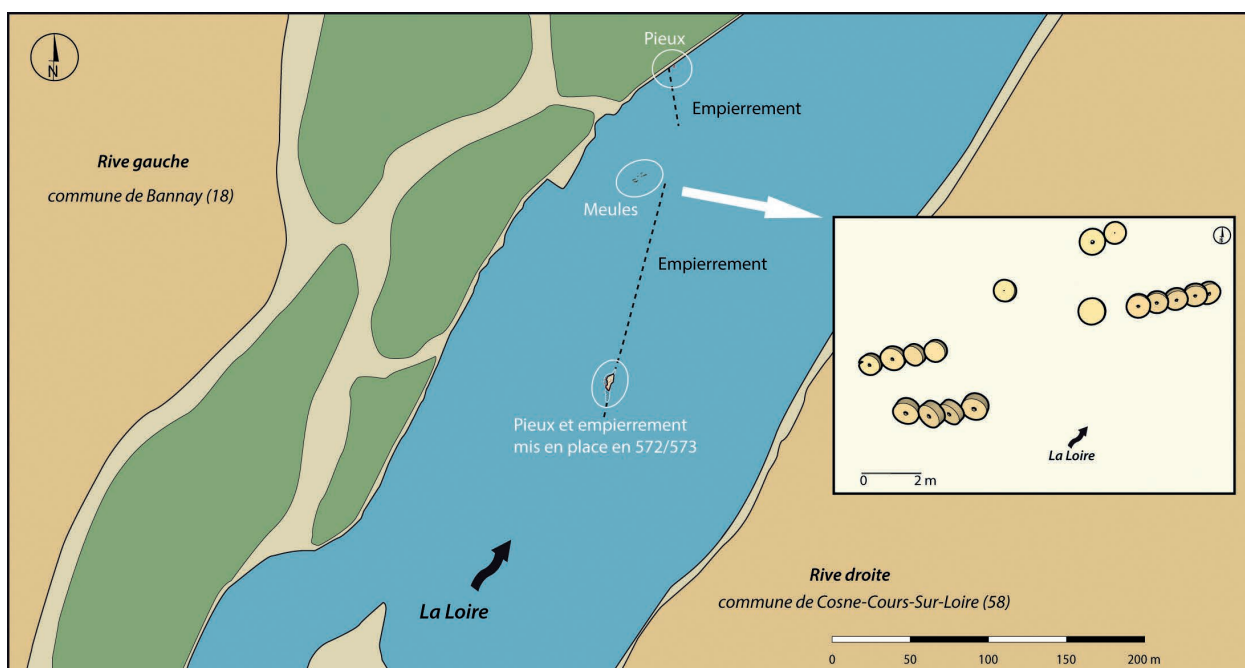 N
Pieux
Empierrement
Rive gauche
commune de Bannay (18)
Meules
Empierrement
N
Pieux et empierrement
mis en place en 572/573
La Loire
0 2 m
La Loire
Rive droite
commune de Cosne-Cours-Sur-Loire (58)
0 50 100 150 200 m